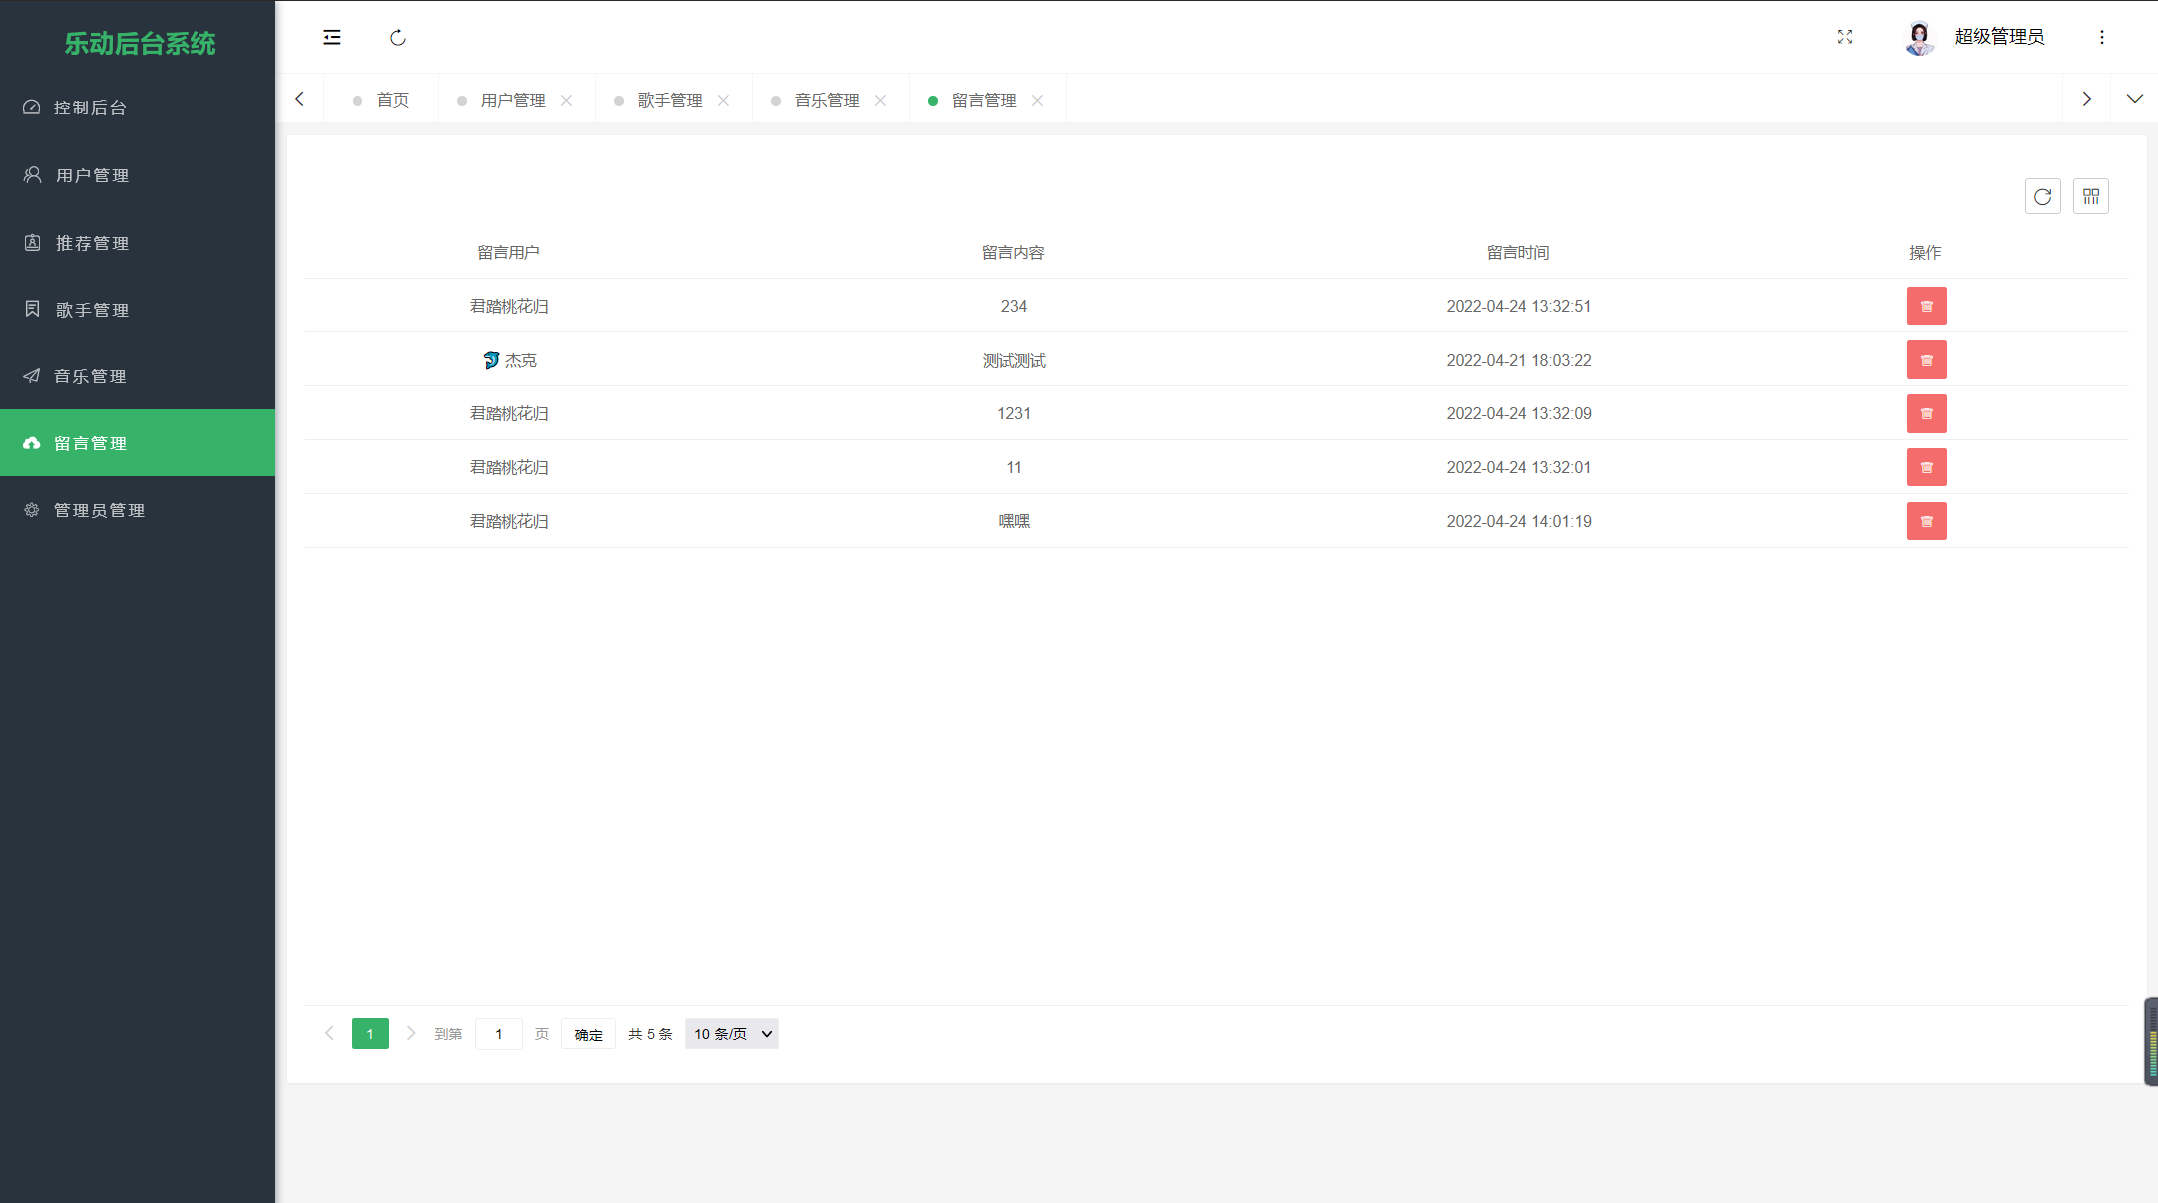 乐动后台系统
控制后台
用户管理
推荐管理
歌手管理
音乐管理
留言管理
管理员管理
超级管理员
首页 用户管理 歌手管理 音乐管理 留言管理
留言用户 留言内容 留言时间 操作
君踏桃花归 234 2022-04-24 13:32:51
杰克 测试测试 2022-04-21 18:03:22
君踏桃花归 1231 2022-04-24 13:32:09
君踏桃花归 11 2022-04-24 13:32:01
君踏桃花归 嘿嘿 2022-04-24 14:01:19
1 到第 1 页 确定 共 5 条 10 条/页